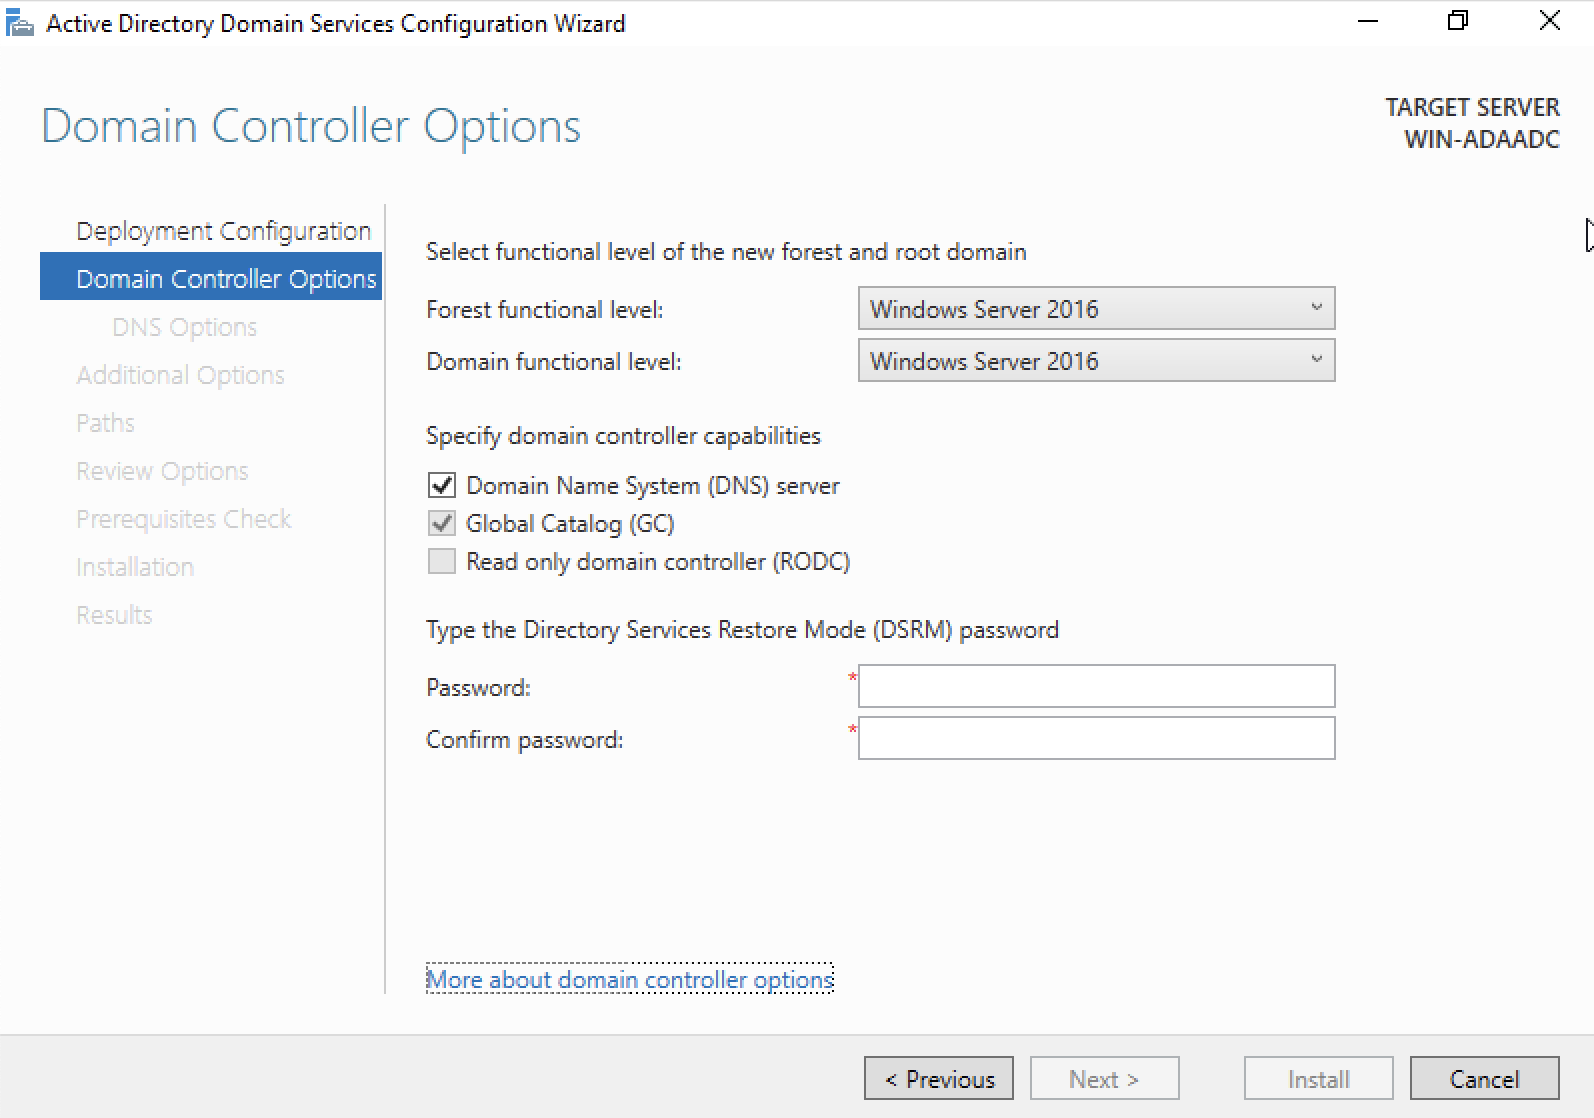 Active Directory Domain Services Configuration Wizard
Domain Controller Options
TARGET SERVER
WIN-ADAADC
Deployment Configuration
Domain Controller Options
DNS Options
Additional Options
Paths
Review Options
Prerequisites Check
Installation
Results
Select functional level of the new forest and root domain
Forest functional level: Windows Server 2016
Domain functional level: Windows Server 2016
Specify domain controller capabilities
Domain Name System (DNS) server
Global Catalog (GC)
Read only domain controller (RODC)
Type the Directory Services Restore Mode (DSRM) password
Password: *
Confirm password: *
More about domain controller options
< Previous Next > Install Cancel